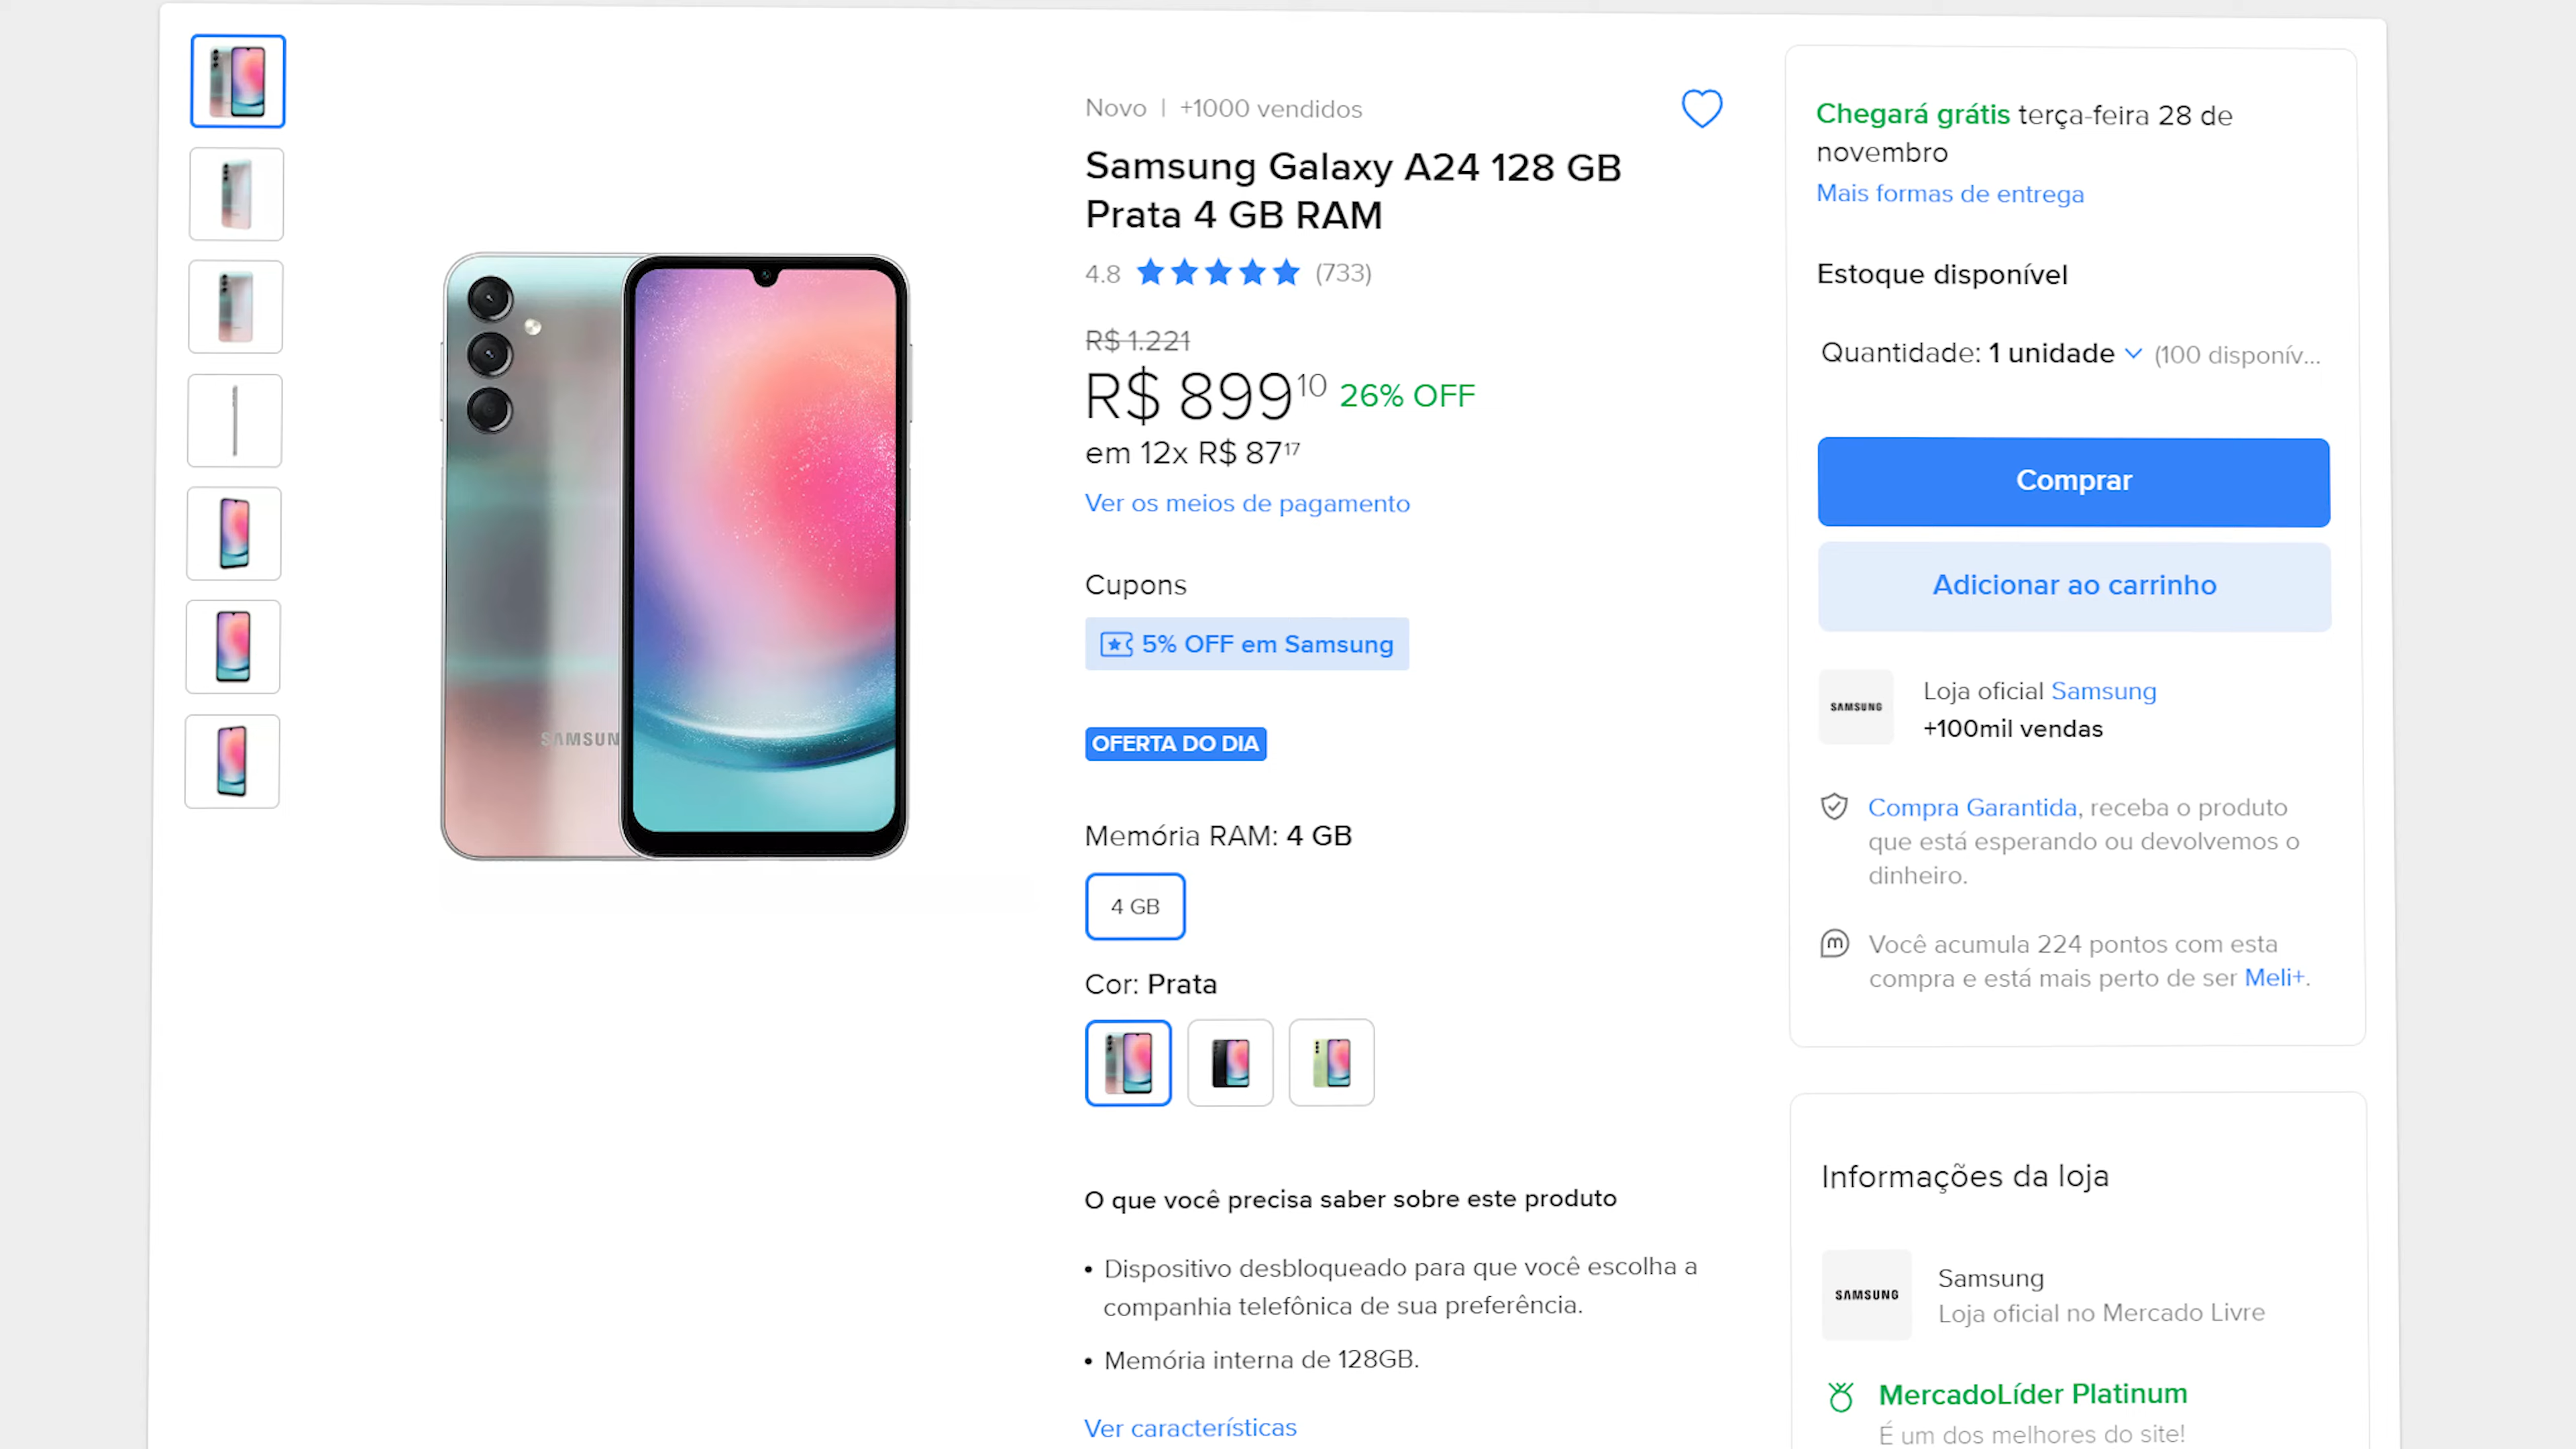 Novo | +1000 vendidos
Samsung Galaxy A24 128 GB
Prata 4 GB RAM
4.8 (733)
R$ 1.221
R$ 899 10 26% OFF
em 12x R$ 87 17
Ver os meios de pagamento
Cupons
5% OFF em Samsung
OFERTA DO DIA
Memória RAM: 4 GB
4 GB
Cor: Prata
O que você precisa saber sobre este produto
• Dispositivo desbloqueado para que você escolha a
companhia telefônica de sua preferência.
• Memória interna de 128GB.
Ver características
SAMSUN
Chegará grátis terça-feira 28 de
novembro
Mais formas de entrega
Estoque disponível
Quantidade: 1 unidade (100 disponív...
Comprar
Adicionar ao carrinho
SAMSUNG
Loja oficial Samsung
+100mil vendas
Compra Garantida, receba o produto
que está esperando ou devolvemos o
dinheiro.
m
Você acumula 224 pontos com esta
compra e está mais perto de ser Meli+.
Informações da loja
SAMSUNG
Samsung
Loja oficial no Mercado Livre
MercadoLíder Platinum
É um dos melhores do site!